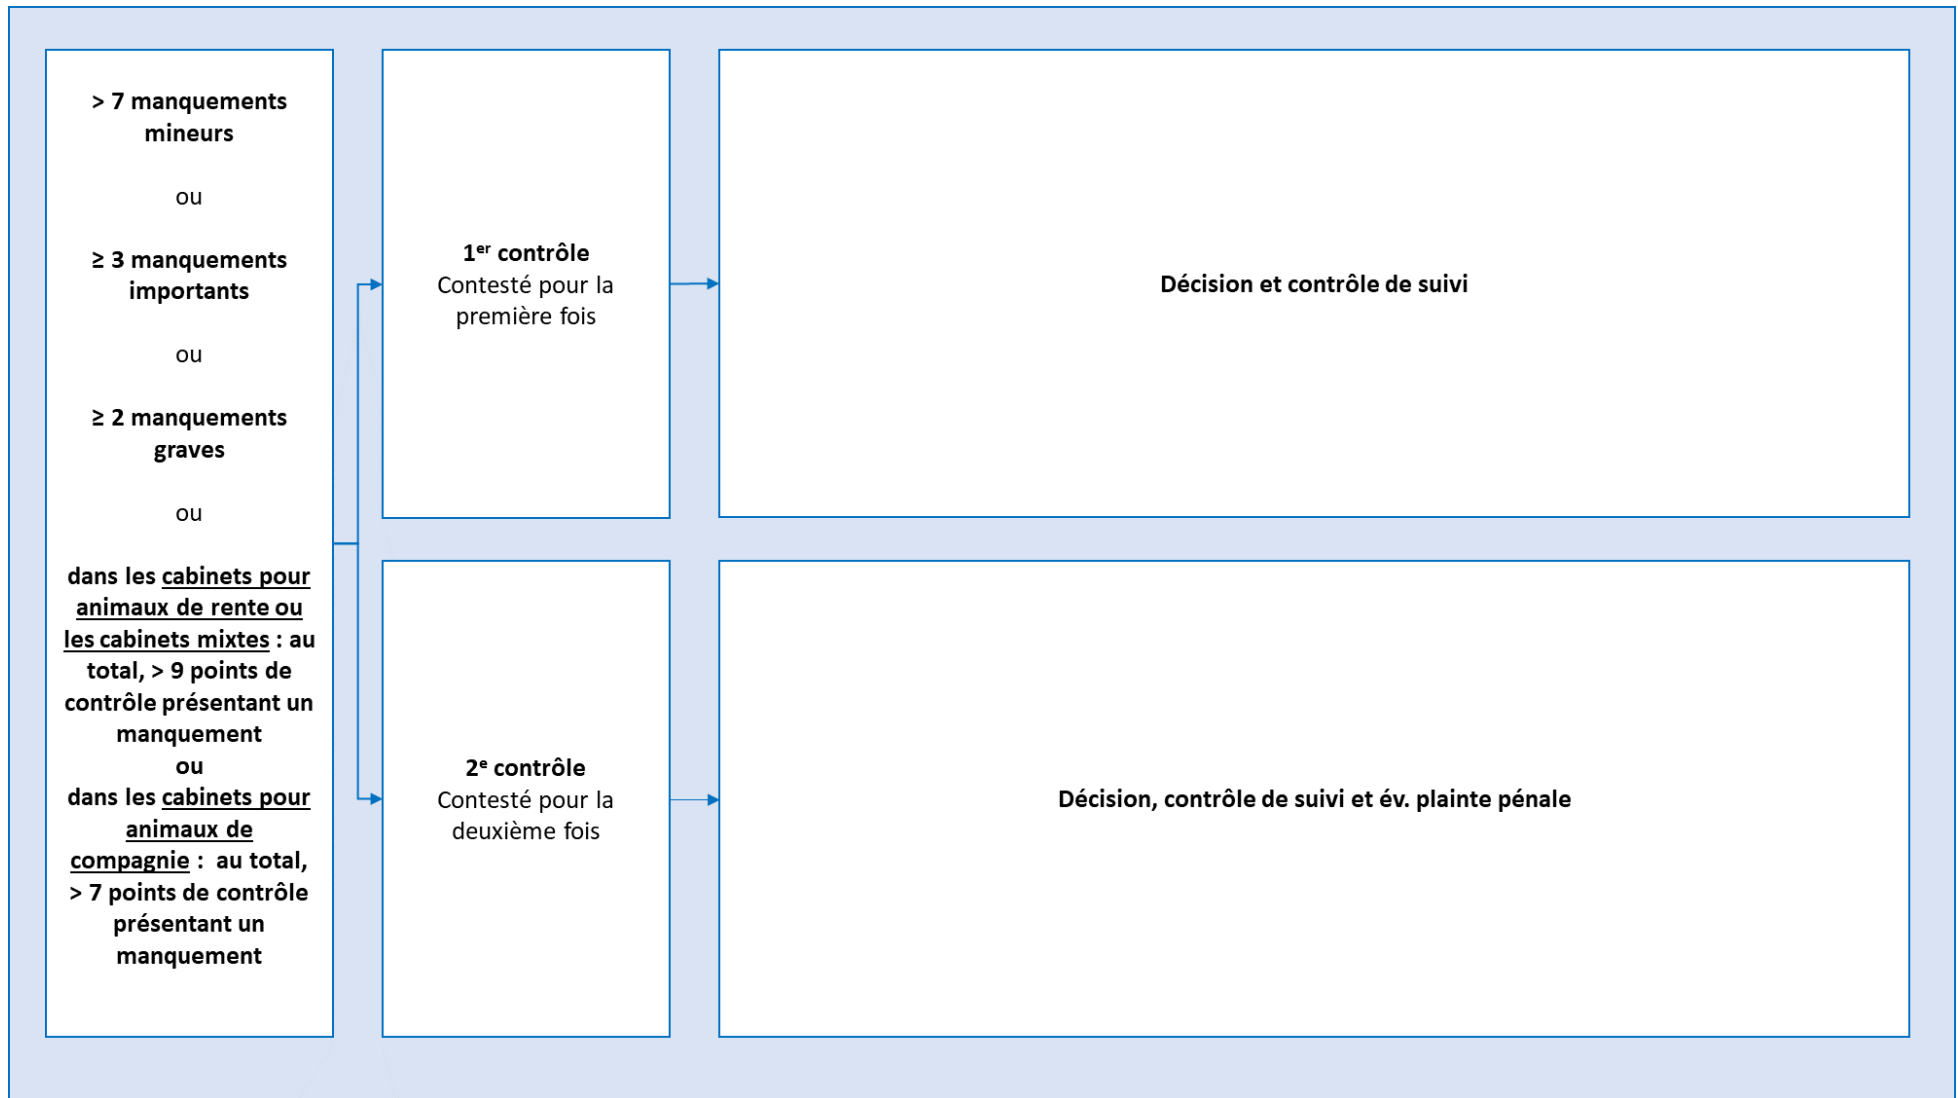 > 7 manquements
mineurs
ou
≥ 3 manquements
importants
ou
≥ 2 manquements
graves
ou
dans les cabinets pour
animaux de rente ou
les cabinets mixtes : au
total, > 9 points de
contrôle présentant un
manquement
ou
dans les cabinets pour
animaux de
compagnie :  au total,
> 7 points de contrôle
présentant un
manquement
1er contrôle
Contesté pour la
première fois
Décision et contrôle de suivi
2e contrôle
Contesté pour la
deuxième fois
Décision, contrôle de suivi et év. plainte pénale